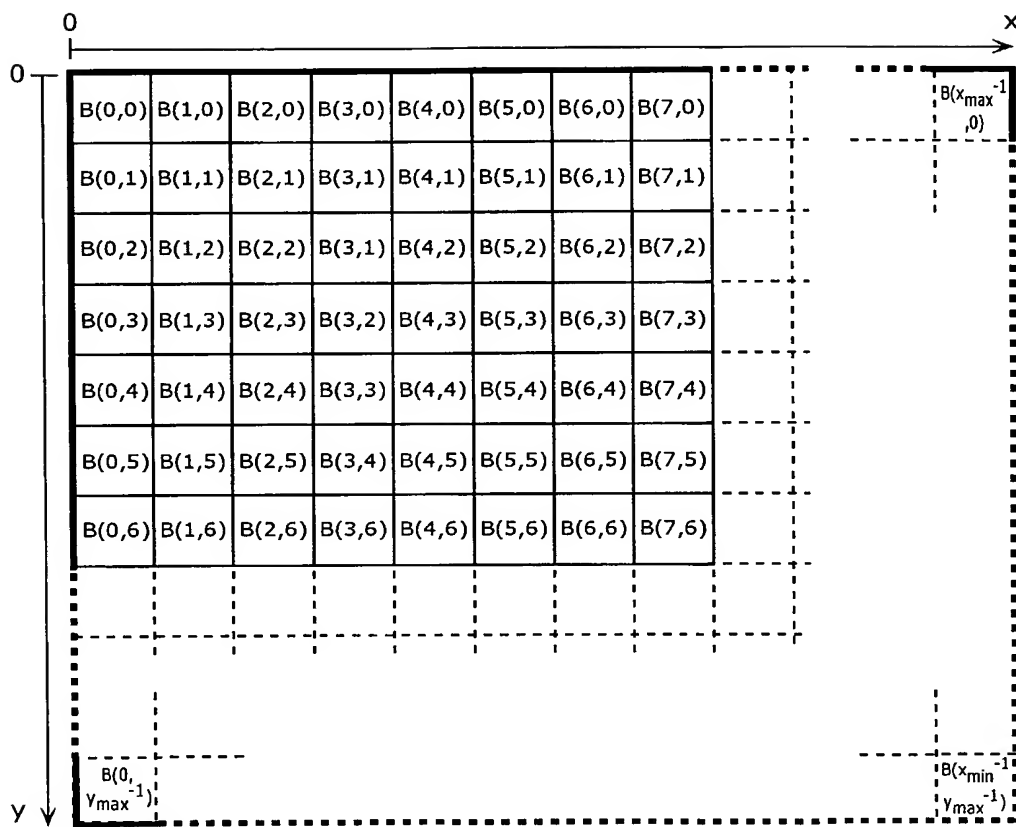 0
x
0
B(0,0) B(1,0) B(2,0) B(3,0) B(4,0) B(5,0) B(6,0) B(7,0)
B(xmax-1
,0)
B(0,1) B(1,1) B(2,1) B(3,1) B(4,1) B(5,1) B(6,1) B(7,1)
B(0,2) B(1,2) B(2,2) B(3,1) B(4,2) B(5,2) B(6,2) B(7,2)
B(0,3) B(1,3) B(2,3) B(3,2) B(4,3) B(5,3) B(6,3) B(7,3)
B(0,4) B(1,4) B(2,4) B(3,3) B(4,4) B(5,4) B(6,4) B(7,4)
B(0,5) B(1,5) B(2,5) B(3,4) B(4,5) B(5,5) B(6,5) B(7,5)
B(0,6) B(1,6) B(2,6) B(3,6) B(4,6) B(5,6) B(6,6) B(7,6)
B(0,
ymax-1)
B(xmin-1
ymax-1)
y